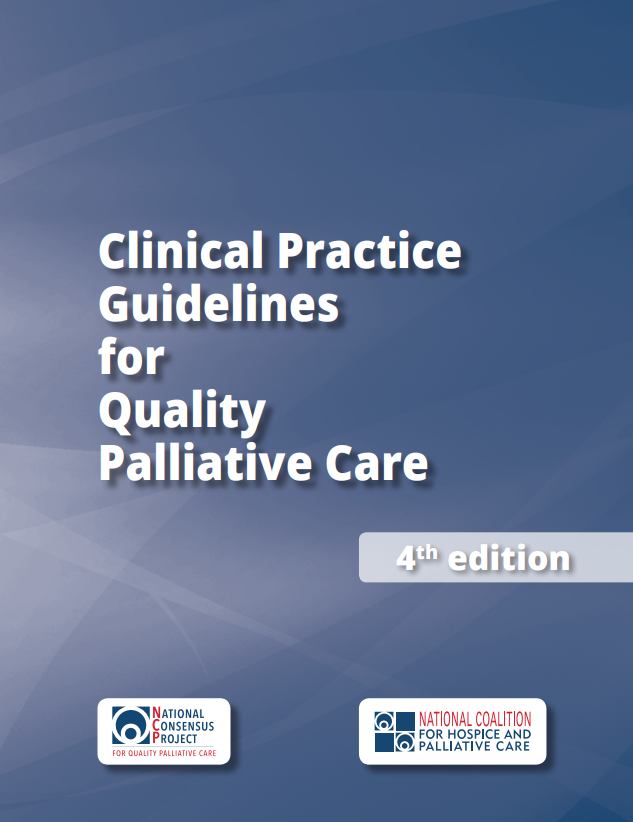 Clinical Practice
Guidelines
for
Quality
Palliative Care
4th edition
NATIONAL
CONSENSUS
PROJECT
FOR QUALITY PALLIATIVE CARE
NATIONAL COALITION
FOR HOSPICE AND
PALLIATIVE CARE